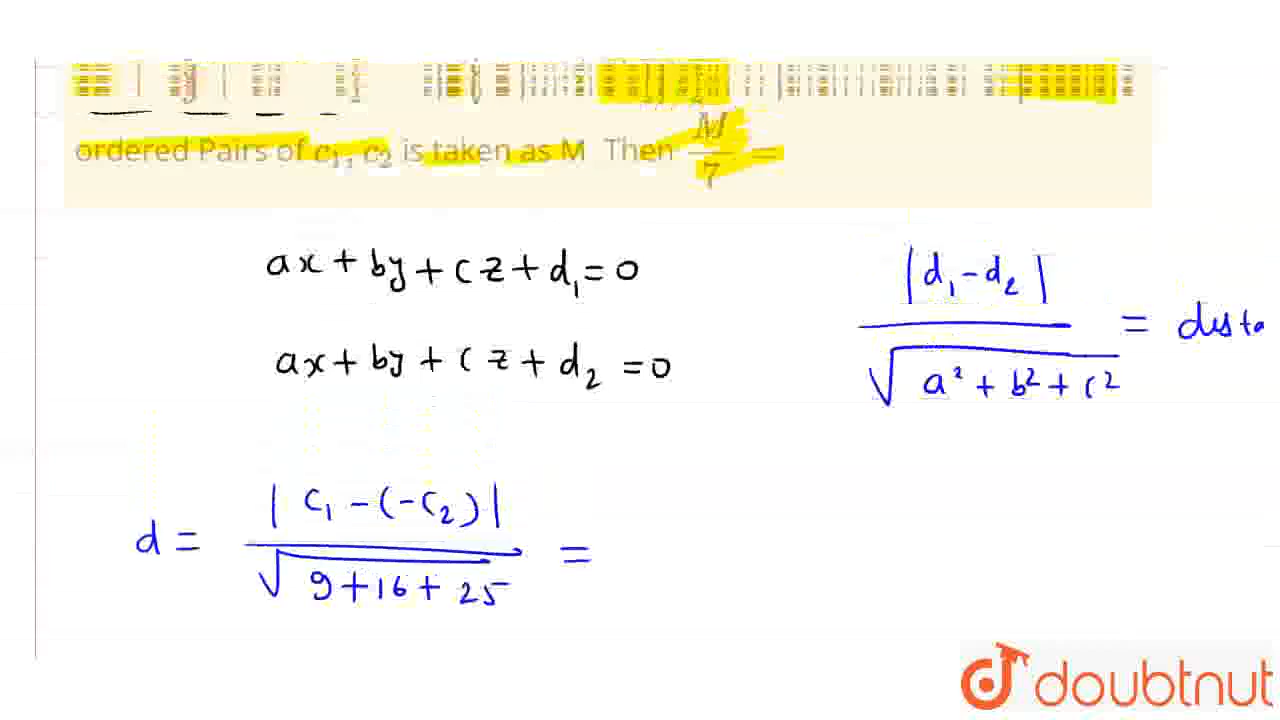 ordered Pairs of c₁, c₂ is taken as M Then M/7 =
ax + by + cz + d₁ = 0
|d₁ - d₂| / √(a² + b² + c²) = dista
ax + by + cz + d₂ = 0
d = |c₁ - (-c₂)| / √(9 + 16 + 25) =
doubtnut